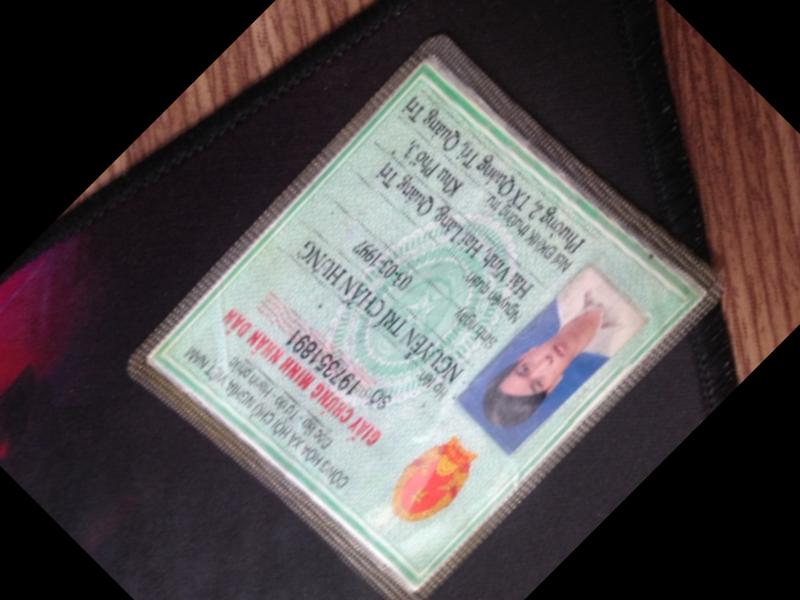 CỘNG HÒA XÃ HỘI CHỦ NGHĨA VIỆT NAM
Độc lập - Tự do - Hạnh phúc
GIẤY CHỨNG MINH NHÂN DÂN
SỐ 197351891
Họ tên NGUYỄN TRÍ CHẤN HƯNG
Sinh ngày 03-03-1997
Nguyên quán Hải Vĩnh, Hải Lăng, Quảng Trị
Nơi ĐKHK thường trú Khu Phố 3,
Phường 2, TX Quảng Trị, Quảng Trị